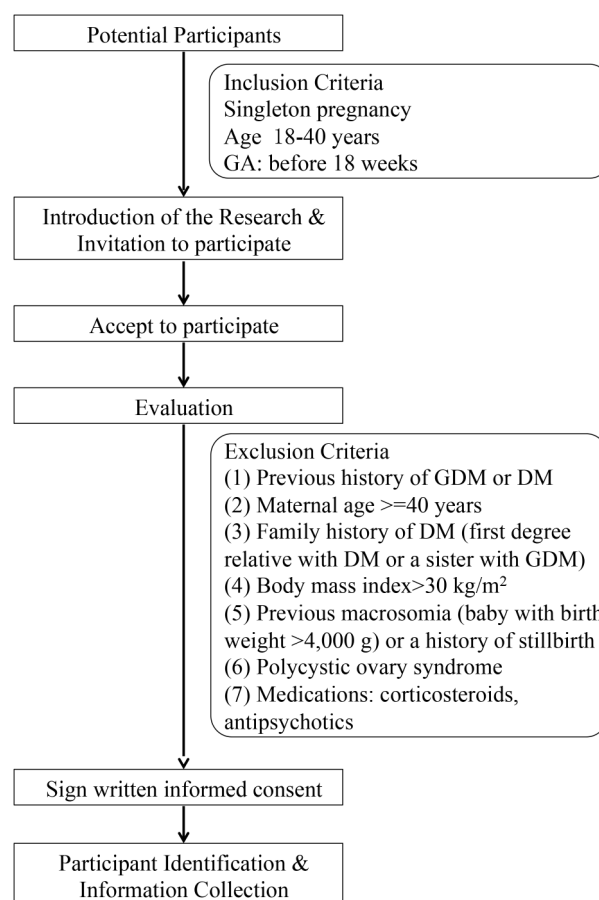 Potential Participants
Inclusion Criteria
Singleton pregnancy
Age 18-40 years
GA: before 18 weeks
Introduction of the Research &
Invitation to participate
Accept to participate
Evaluation
Exclusion Criteria
(1) Previous history of GDM or DM
(2) Maternal age >=40 years
(3) Family history of DM (first degree
relative with DM or a sister with GDM)
(4) Body mass index>30 kg/m²
(5) Previous macrosomia (baby with birth
weight >4,000 g) or a history of stillbirth
(6) Polycystic ovary syndrome
(7) Medications: corticosteroids,
antipsychotics
Sign written informed consent
Participant Identification &
Information Collection